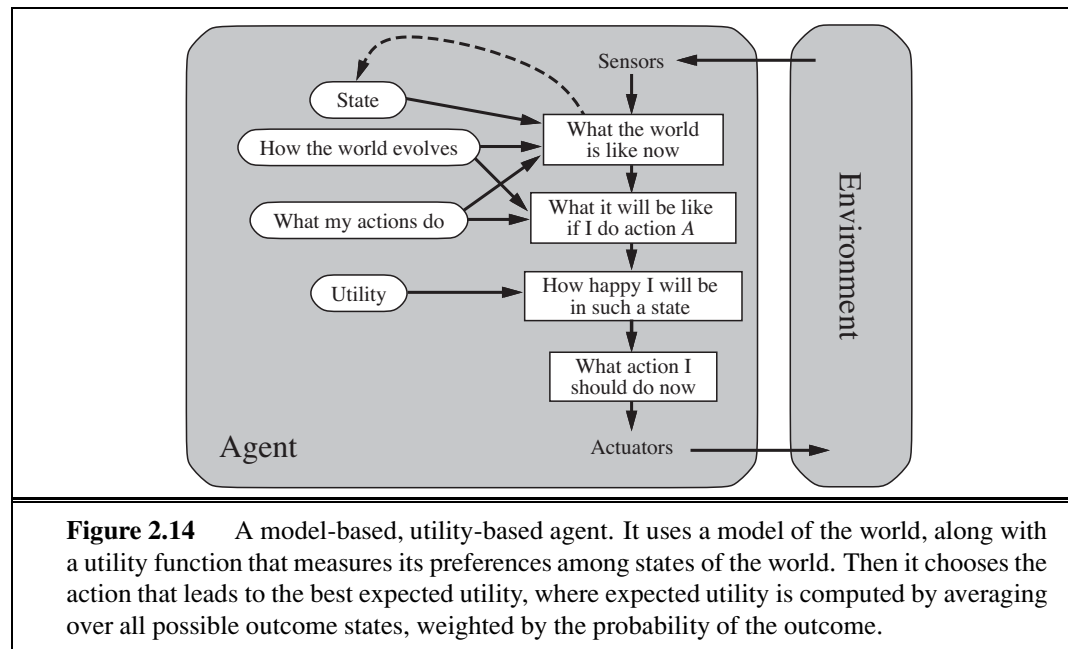 Sensors
State
What the world
is like now
How the world evolves
What it will be like
if I do action A
What my actions do
How happy I will be
in such a state
Utility
What action I
should do now
Agent
Actuators
Environment
Figure 2.14 A model-based, utility-based agent. It uses a model of the world, along with
a utility function that measures its preferences among states of the world. Then it chooses the
action that leads to the best expected utility, where expected utility is computed by averaging
over all possible outcome states, weighted by the probability of the outcome.